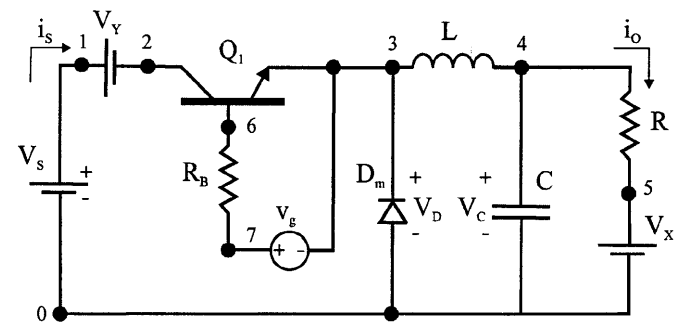 i_S
V_Y
1
2
Q_1
3
L
4
i_O
6
R
V_S
+
-
R_B
D_m
+
V_D
-
+
V_C
-
C
5
7
V_g
+
-
V_X
0